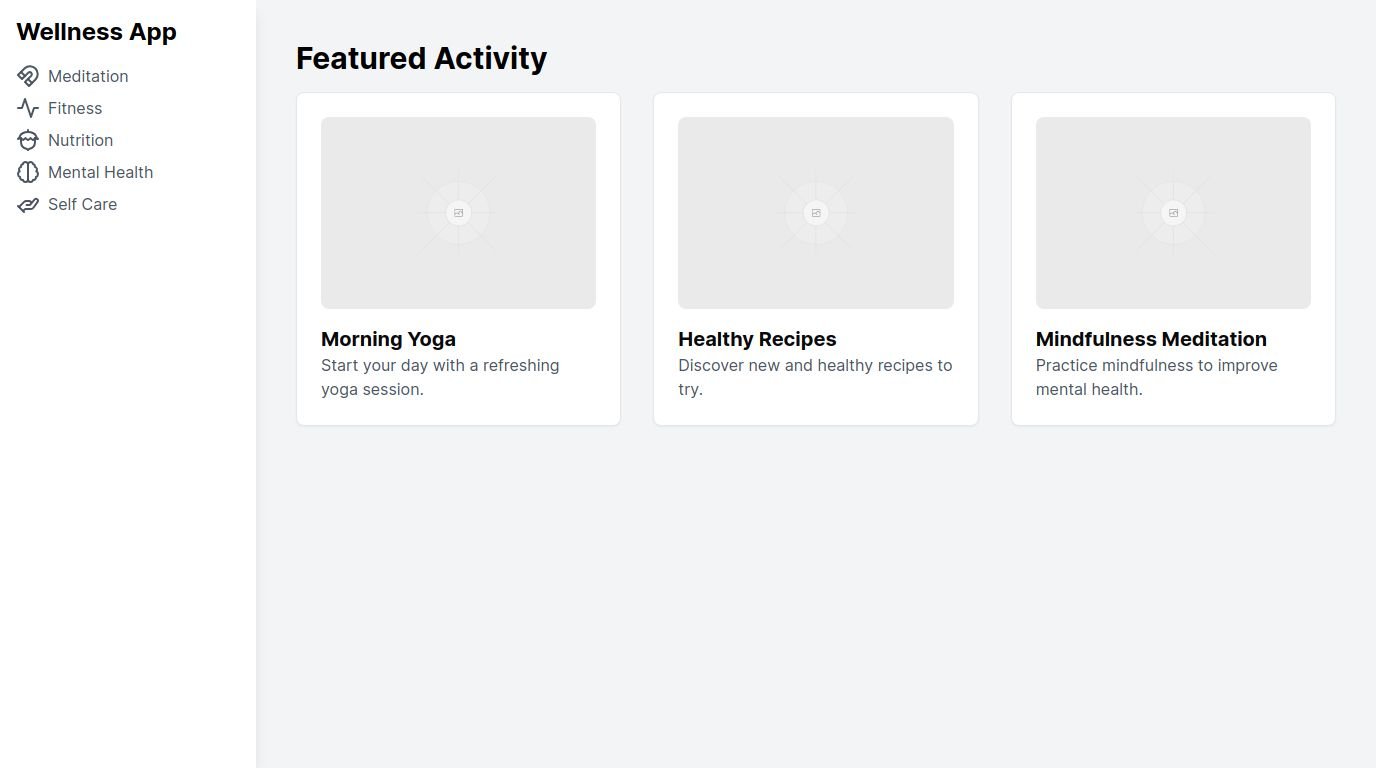 Wellness App
Meditation
Fitness
Nutrition
Mental Health
Self Care
Featured Activity
Morning Yoga
Start your day with a refreshing
yoga session.
Healthy Recipes
Discover new and healthy recipes to
try.
Mindfulness Meditation
Practice mindfulness to improve
mental health.